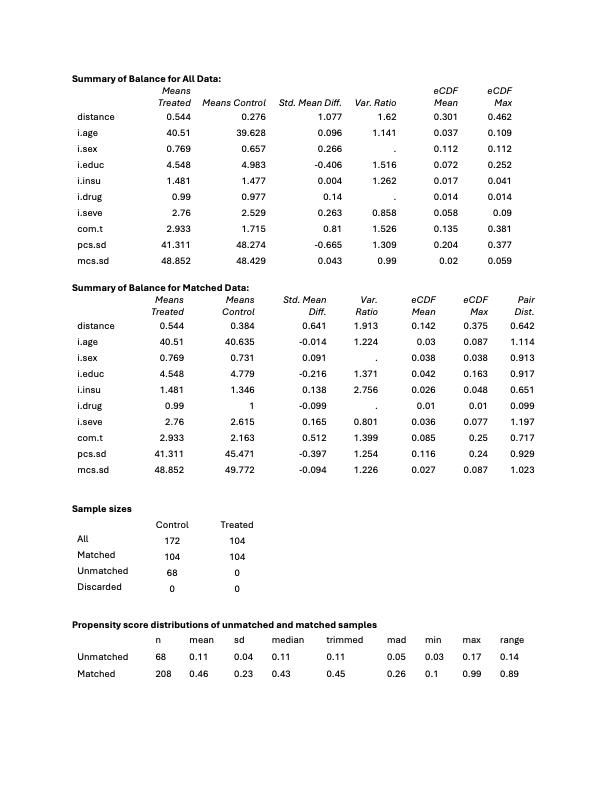 Summary of Balance for All Data:
Means Treated Means Control Std. Mean Diff. Var. Ratio eCDF Mean eCDF Max
distance 0.544 0.276 1.077 1.62 0.301 0.462
i.age 40.51 39.628 0.096 1.141 0.037 0.109
i.sex 0.769 0.657 0.266 . 0.112 0.112
i.educ 4.548 4.983 -0.406 1.516 0.072 0.252
i.insu 1.481 1.477 0.004 1.262 0.017 0.041
i.drug 0.99 0.977 0.14 . 0.014 0.014
i.seve 2.76 2.529 0.263 0.858 0.058 0.09
com.t 2.933 1.715 0.81 1.526 0.135 0.381
pcs.sd 41.311 48.274 -0.665 1.309 0.204 0.377
mcs.sd 48.852 48.429 0.043 0.99 0.02 0.059
Summary of Balance for Matched Data:
Means Treated Means Control Std. Mean Diff. Var. Ratio eCDF Mean eCDF Max Pair Dist.
distance 0.544 0.384 0.641 1.913 0.142 0.375 0.642
i.age 40.51 40.635 -0.014 1.224 0.03 0.087 1.114
i.sex 0.769 0.731 0.091 . 0.038 0.038 0.913
i.educ 4.548 4.779 -0.216 1.371 0.042 0.163 0.917
i.insu 1.481 1.346 0.138 2.756 0.026 0.048 0.651
i.drug 0.99 1 -0.099 . 0.01 0.01 0.099
i.seve 2.76 2.615 0.165 0.801 0.036 0.077 1.197
com.t 2.933 2.163 0.512 1.399 0.085 0.25 0.717
pcs.sd 41.311 45.471 -0.397 1.254 0.116 0.24 0.929
mcs.sd 48.852 49.772 -0.094 1.226 0.027 0.087 1.023
Sample sizes
Control Treated
All 172 104
Matched 104 104
Unmatched 68 0
Discarded 0 0
Propensity score distributions of unmatched and matched samples
n mean sd median trimmed mad min max range
Unmatched 68 0.11 0.04 0.11 0.11 0.05 0.03 0.17 0.14
Matched 208 0.46 0.23 0.43 0.45 0.26 0.1 0.99 0.89